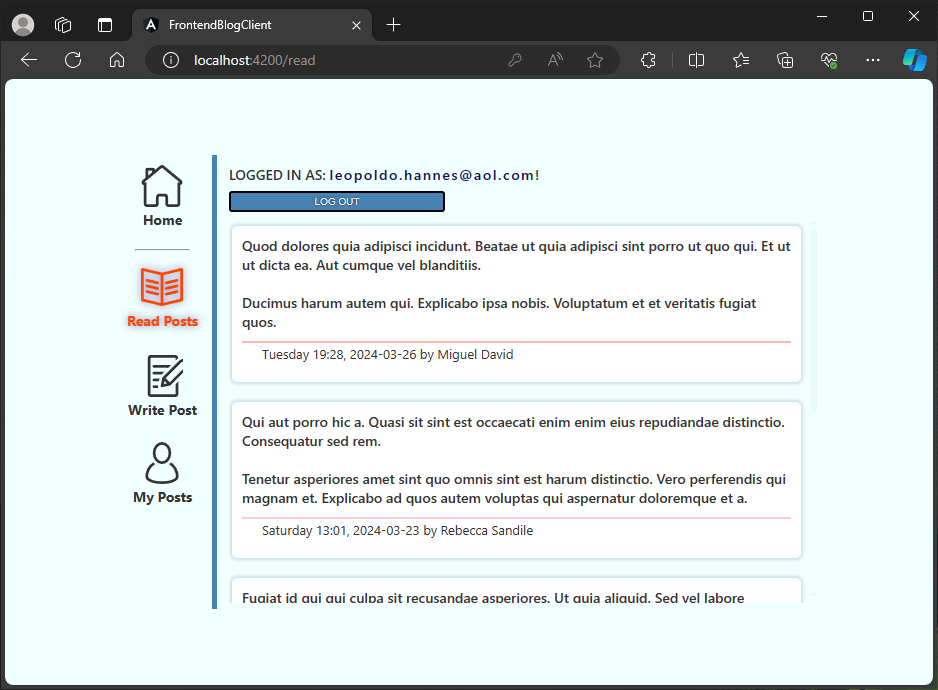 FrontendBlogClient
localhost:4200/read
Home
Read Posts
Write Post
My Posts
LOGGED IN AS: leopoldo.hannes@aol.com!
LOG OUT
Quod dolores quia adipisci incidunt. Beatae ut quia adipisci sint porro ut quo qui. Et ut
ut dicta ea. Aut cumque vel blanditiis.
Ducimus harum autem qui. Explicabo ipsa nobis. Voluptatum et et veritatis fugiat
quos.
Tuesday 19:28, 2024-03-26 by Miguel David
Qui aut porro hic a. Quasi sit sint est occaecati enim enim eius repudiandae distinctio.
Consequatur sed rem.
Tenetur asperiores amet sint quo omnis sint est harum distinctio. Vero perferendis qui
magnam et. Explicabo ad quos autem voluptas qui aspernatur doloremque et a.
Saturday 13:01, 2024-03-23 by Rebecca Sandile
Fugiat id qui qui culpa sit recusandae asperiores. Ut quia aliquid. Sed vel labore